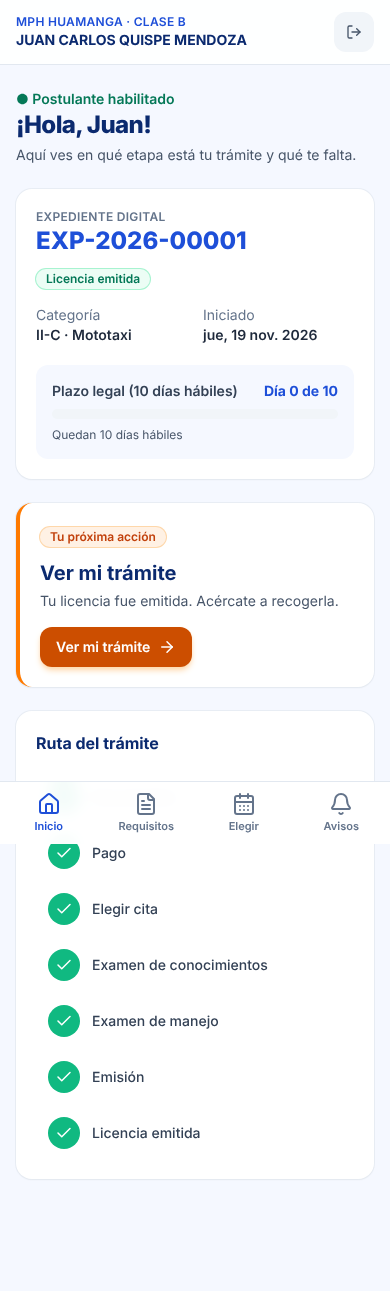 MPH HUAMANGA · CLASE B
JUAN CARLOS QUISPE MENDOZA
Postulante habilitado
¡Hola, Juan!
Aquí ves en qué etapa está tu trámite y qué te falta.
EXPEDIENTE DIGITAL
EXP-2026-00001
Licencia emitida
Categoría
II-C · Mototaxi
Iniciado
jue, 19 nov. 2026
Plazo legal (10 días hábiles)
Día 0 de 10
Quedan 10 días hábiles
Tu próxima acción
Ver mi trámite
Tu licencia fue emitida. Acércate a recogerla.
Ver mi trámite
Ruta del trámite
Inicio
Requisitos
Elegir
Avisos
Pago
Elegir cita
Examen de conocimientos
Examen de manejo
Emisión
Licencia emitida